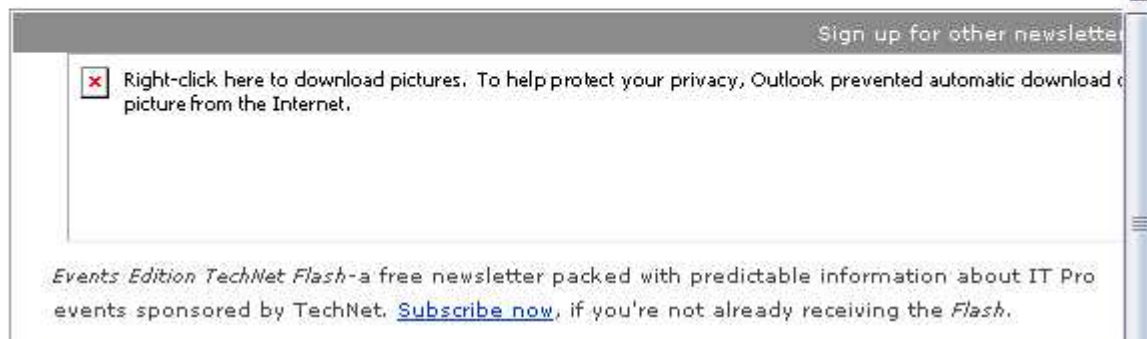 Sign up for other newsletter
Right-click here to download pictures. To help protect your privacy, Outlook prevented automatic download
picture from the Internet.
Events Edition TechNet Flash-a free newsletter packed with predictable information about IT Pro
events sponsored by TechNet. Subscribe now, if you're not already receiving the Flash.